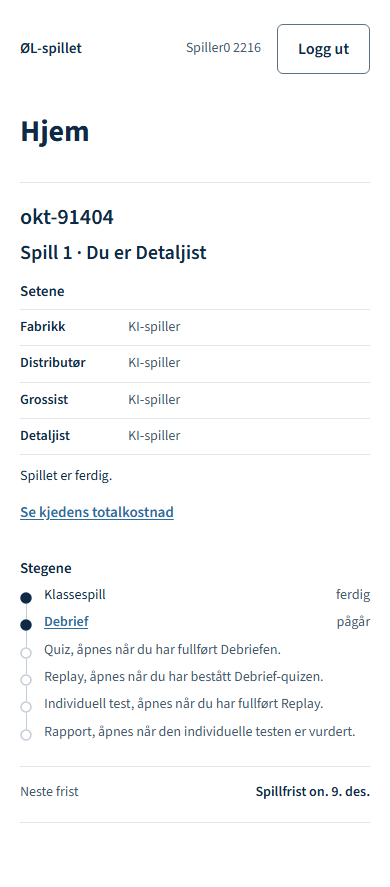 ØL-spillet
Spiller0 2216
Logg ut
Hjem
okt-91404
Spill 1 · Du er Detaljist
Setene
Fabrikk KI-spiller
Distributør KI-spiller
Grossist KI-spiller
Detaljist KI-spiller
Spillet er ferdig.
Se kjedens totalkostnad
Stegene
Klassespill ferdig
Debrief pågår
Quiz, åpnes når du har fullført Debriefen.
Replay, åpnes når du har bestått Debrief-quizen.
Individuell test, åpnes når du har fullført Replay.
Rapport, åpnes når den individuelle testen er vurdert.
Neste frist Spillfrist on. 9. des.